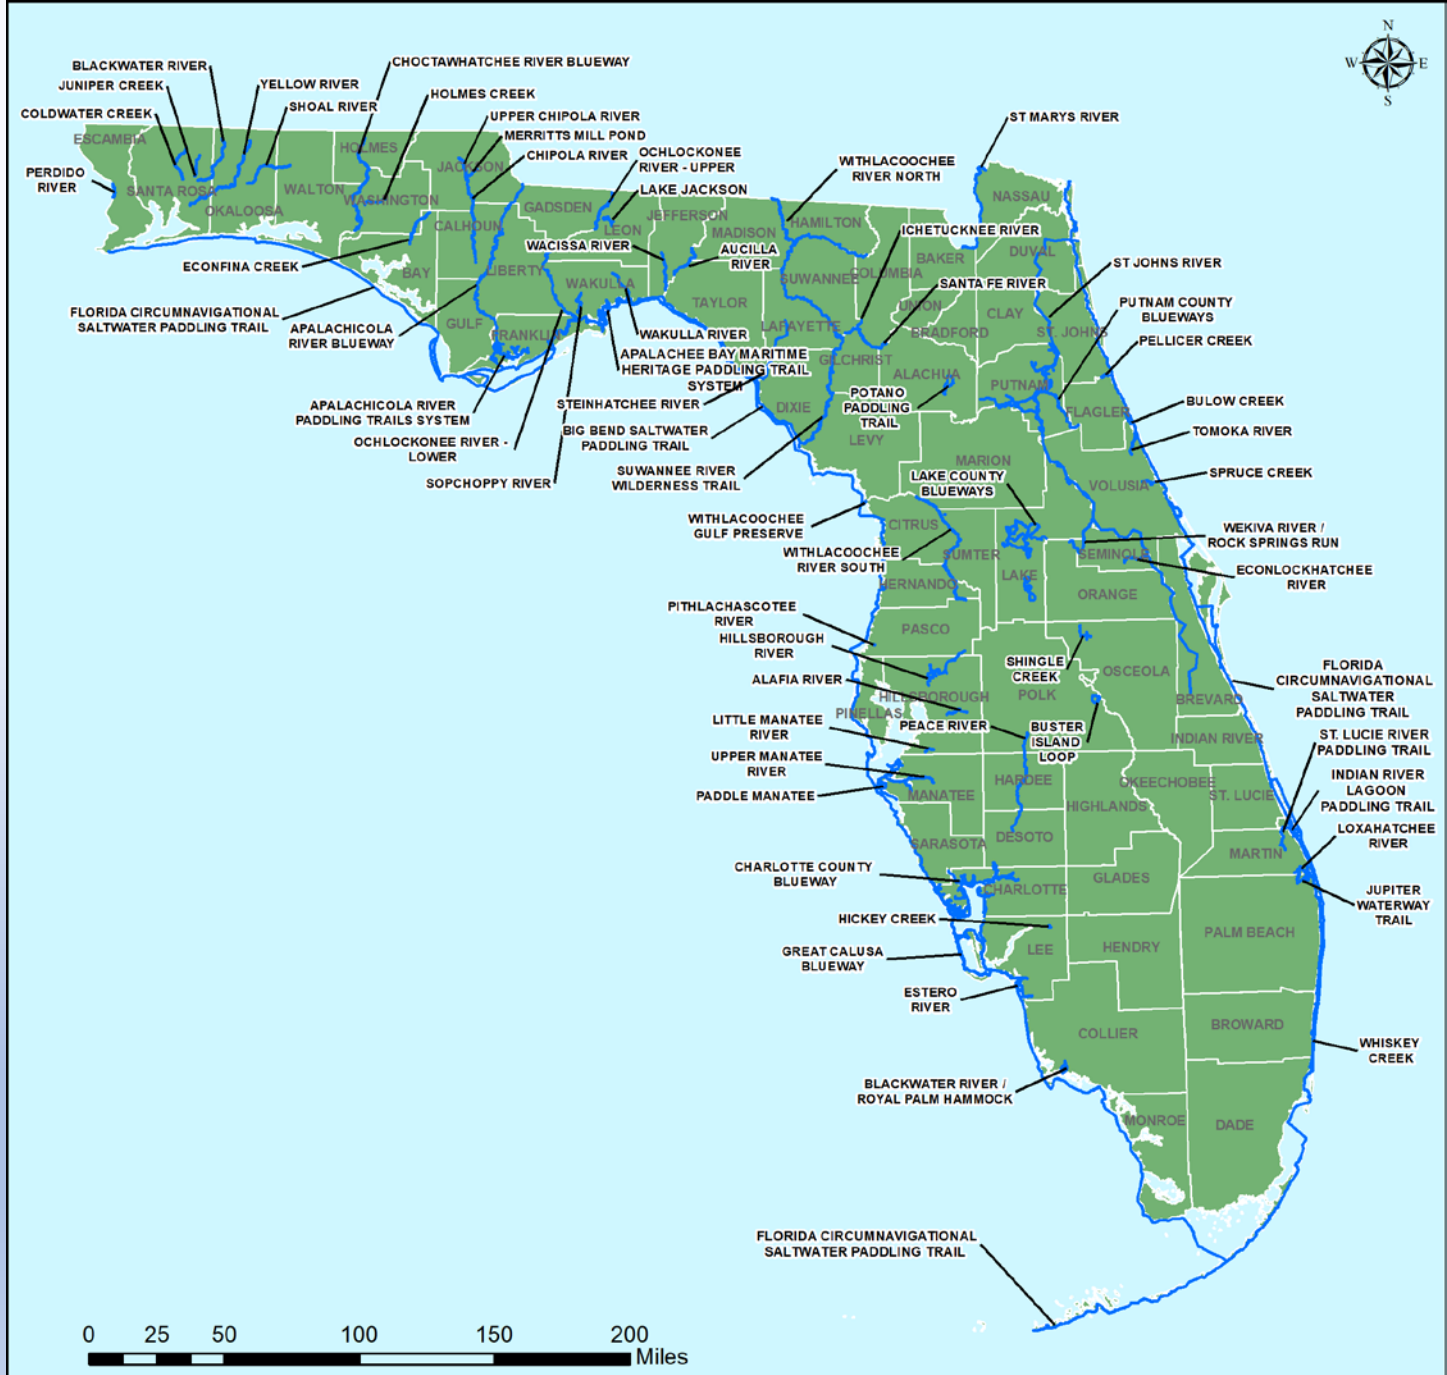 N
W
E
S
BLACKWATER RIVER
JUNIPER CREEK
COLDWATER CREEK
PERDIDO
RIVER
YELLOW RIVER
SHOAL RIVER
CHOCTAWHATCHEE RIVER BLUEWAY
HOLMES CREEK
UPPER CHIPOLA RIVER
MERRITTS MILL POND
CHIPOLA RIVER
OCHLOCKONEE
RIVER - UPPER
LAKE JACKSON
WITHLACOOCHEE
RIVER NORTH
ST MARYS RIVER
ESCAMBIA
SANTA ROSA
OKALOOSA
WALTON
HOLMES
WASHINGTON
JACKSON
CALHOUN
BAY
GULF
LIBERTY
GADSDEN
LEON
WAKULLA
FRANKLIN
JEFFERSON
MADISON
TAYLOR
HAMILTON
SUWANNEE
COLUMBIA
LAFAYETTE
DIXIE
GILCHRIST
LEVY
BAKER
UNION
BRADFORD
ALACHUA
NASSAU
DUVAL
CLAY
ST. JOHNS
PUTNAM
FLAGLER
MARION
VOLUSIA
ECONFINA CREEK
FLORIDA CIRCUMNAVIGATIONAL
SALTWATER PADDLING TRAIL
APALACHICOLA
RIVER BLUEWAY
APALACHICOLA RIVER
PADDLING TRAILS SYSTEM
OCHLOCKONEE RIVER -
LOWER
SOPCHOPPY RIVER
WACISSA RIVER
AUCILLA
RIVER
WAKULLA RIVER
APALACHEE BAY MARITIME
HERITAGE PADDLING TRAIL
SYSTEM
STEINHATCHEE RIVER
BIG BEND SALTWATER
PADDLING TRAIL
SUWANNEE RIVER
WILDERNESS TRAIL
ICHETUCKNEE RIVER
SANTA FE RIVER
POTANO
PADDLING
TRAIL
ST JOHNS RIVER
PUTNAM COUNTY
BLUEWAYS
PELLICER CREEK
BULOW CREEK
TOMOKA RIVER
SPRUCE CREEK
LAKE COUNTY
BLUEWAYS
WITHLACOOCHEE
GULF PRESERVE
WITHLACOOCHEE
RIVER SOUTH
WEKIVA RIVER /
ROCK SPRINGS RUN
ECONLOCKHATCHEE
RIVER
CITRUS
SUMTER
HERNANDO
LAKE
SEMINOLE
ORANGE
PASCO
HILLSBOROUGH
PINELLAS
POLK
OSCEOLA
BREVARD
INDIAN RIVER
PITHLACHASCOTEE
RIVER
HILLSBOROUGH
RIVER
ALAFIA RIVER
LITTLE MANATEE
RIVER
UPPER MANATEE
RIVER
PADDLE MANATEE
PEACE RIVER
SHINGLE
CREEK
BUSTER
ISLAND
LOOP
FLORIDA
CIRCUMNAVIGATIONAL
SALTWATER
PADDLING TRAIL
ST. LUCIE RIVER
PADDLING TRAIL
INDIAN RIVER
LAGOON
PADDLING TRAIL
LOXAHATCHEE
RIVER
JUPITER
WATERWAY
TRAIL
MANATEE
HARDEE
HIGHLANDS
OKEECHOBEE
ST. LUCIE
SARASOTA
DESOTO
MARTIN
CHARLOTTE
GLADES
LEE
HENDRY
PALM BEACH
COLLIER
BROWARD
MONROE
DADE
CHARLOTTE COUNTY
BLUEWAY
HICKEY CREEK
GREAT CALUSA
BLUEWAY
ESTERO
RIVER
BLACKWATER RIVER /
ROYAL PALM HAMMOCK
WHISKEY
CREEK
FLORIDA CIRCUMNAVIGATIONAL
SALTWATER PADDLING TRAIL
0 25 50 100 150 200
Miles